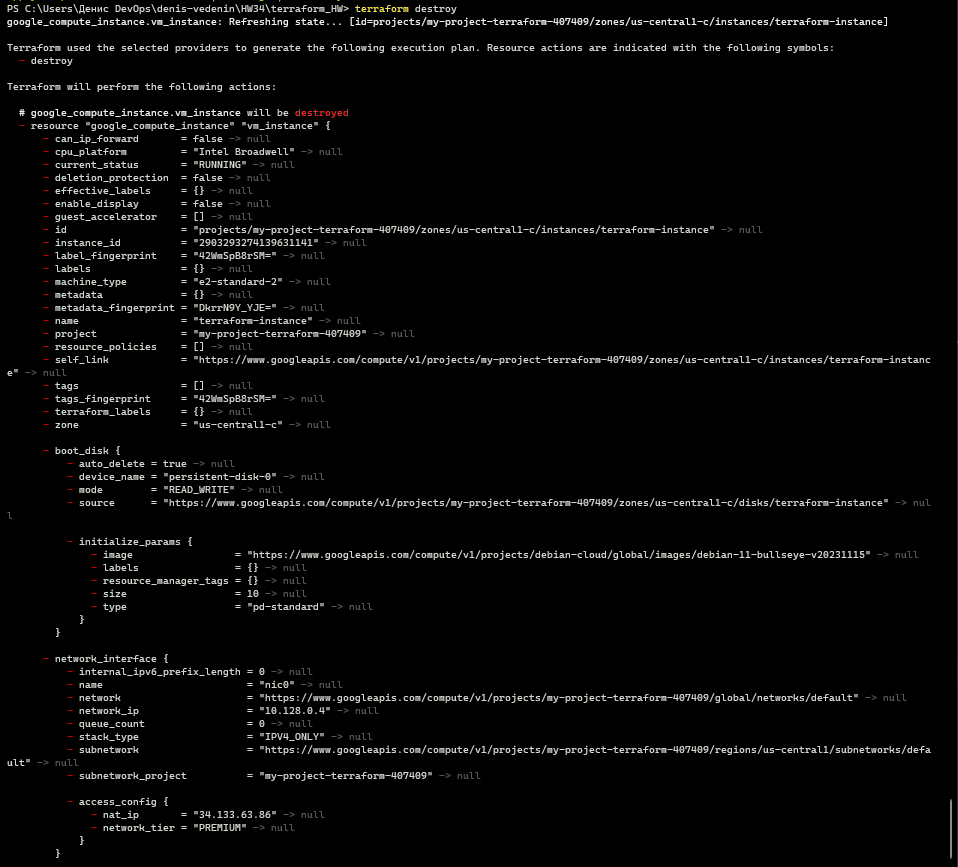 PS C:\Users\Денис DevOps\denis-vedenin\HW34\terraform_HW> terraform destroy
google_compute_instance.vm_instance: Refreshing state... [id=projects/my-project-terraform-407409/zones/us-central1-c/instances/terraform-instance]
Terraform used the selected providers to generate the following execution plan. Resource actions are indicated with the following symbols:
- destroy
Terraform will perform the following actions:
# google_compute_instance.vm_instance will be destroyed
- resource "google_compute_instance" "vm_instance" {
- can_ip_forward = false -> null
- cpu_platform = "Intel Broadwell" -> null
- current_status = "RUNNING" -> null
- deletion_protection = false -> null
- effective_labels = {} -> null
- enable_display = false -> null
- guest_accelerator = [] -> null
- id = "projects/my-project-terraform-407409/zones/us-central1-c/instances/terraform-instance" -> null
- instance_id = "2903293274139631141" -> null
- label_fingerprint = "42WmSpB8rSM=" -> null
- labels = {} -> null
- machine_type = "e2-standard-2" -> null
- metadata = {} -> null
- metadata_fingerprint = "DkrrN9Y_YJE=" -> null
- name = "terraform-instance" -> null
- project = "my-project-terraform-407409" -> null
- resource_policies = [] -> null
- self_link = "https://www.googleapis.com/compute/v1/projects/my-project-terraform-407409/zones/us-central1-c/instances/terraform-instanc
e" -> null
- tags = [] -> null
- tags_fingerprint = "42WmSpB8rSM=" -> null
- terraform_labels = {} -> null
- zone = "us-central1-c" -> null
- boot_disk {
- auto_delete = true -> null
- device_name = "persistent-disk-0" -> null
- mode = "READ_WRITE" -> null
- source = "https://www.googleapis.com/compute/v1/projects/my-project-terraform-407409/zones/us-central1-c/disks/terraform-instance" -> nul
l
- initialize_params {
- image = "https://www.googleapis.com/compute/v1/projects/debian-cloud/global/images/debian-11-bullseye-v20231115" -> null
- labels = {} -> null
- resource_manager_tags = {} -> null
- size = 10 -> null
- type = "pd-standard" -> null
}
}
- network_interface {
- internal_ipv6_prefix_length = 0 -> null
- name = "nic0" -> null
- network = "https://www.googleapis.com/compute/v1/projects/my-project-terraform-407409/global/networks/default" -> null
- network_ip = "10.128.0.4" -> null
- queue_count = 0 -> null
- stack_type = "IPV4_ONLY" -> null
- subnetwork = "https://www.googleapis.com/compute/v1/projects/my-project-terraform-407409/regions/us-central1/subnetworks/defa
ult" -> null
- subnetwork_project = "my-project-terraform-407409" -> null
- access_config {
- nat_ip = "34.133.63.86" -> null
- network_tier = "PREMIUM" -> null
}
}